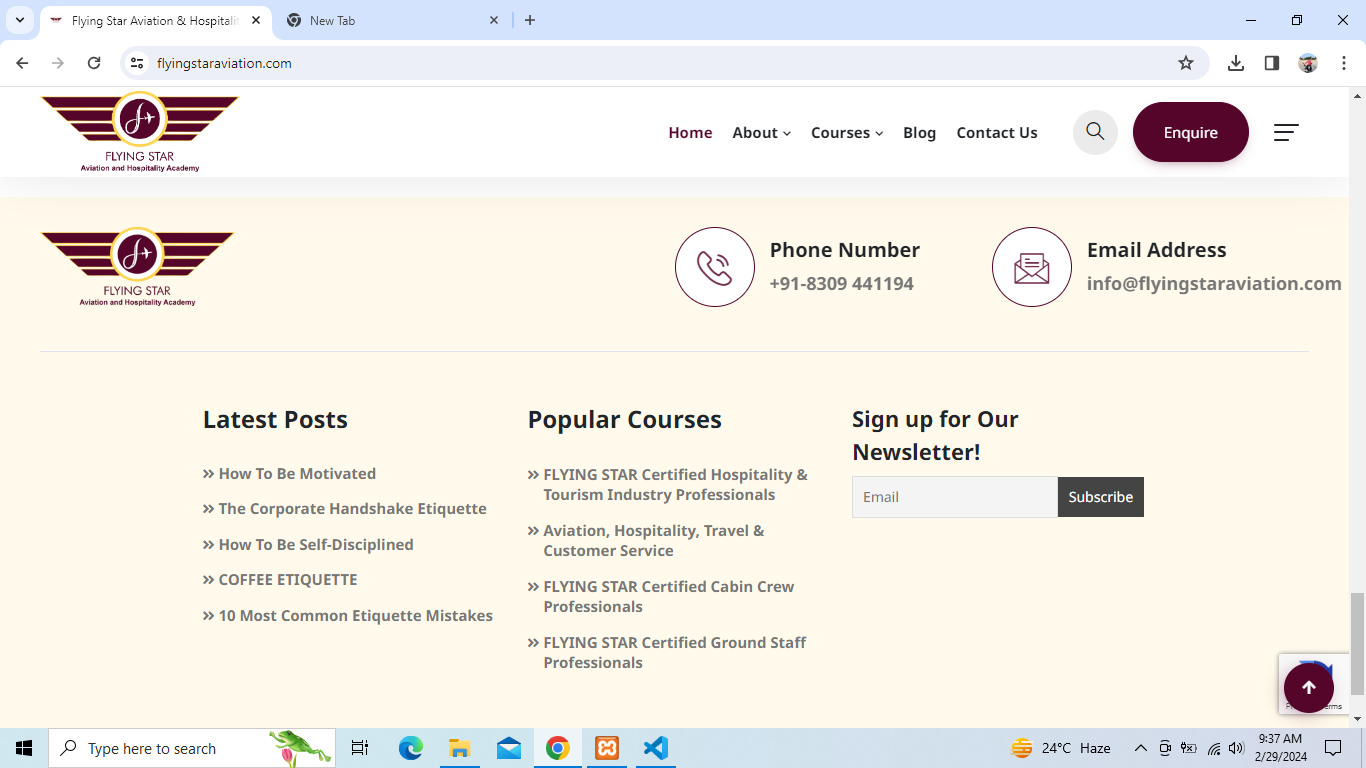 Flying Star Aviation & Hospitalit
New Tab
flyingstaraviation.com
FLYING STAR
Aviation and Hospitality Academy
Home
About
Courses
Blog
Contact Us
Enquire
FLYING STAR
Aviation and Hospitality Academy
Phone Number
+91-8309 441194
Email Address
info@flyingstaraviation.com
Latest Posts
How To Be Motivated
The Corporate Handshake Etiquette
How To Be Self-Disciplined
COFFEE ETIQUETTE
10 Most Common Etiquette Mistakes
Popular Courses
FLYING STAR Certified Hospitality &
Tourism Industry Professionals
Aviation, Hospitality, Travel &
Customer Service
FLYING STAR Certified Cabin Crew
Professionals
FLYING STAR Certified Ground Staff
Professionals
Sign up for Our
Newsletter!
Email
Subscribe
Type here to search
24°C Haze
9:37 AM
2/29/2024